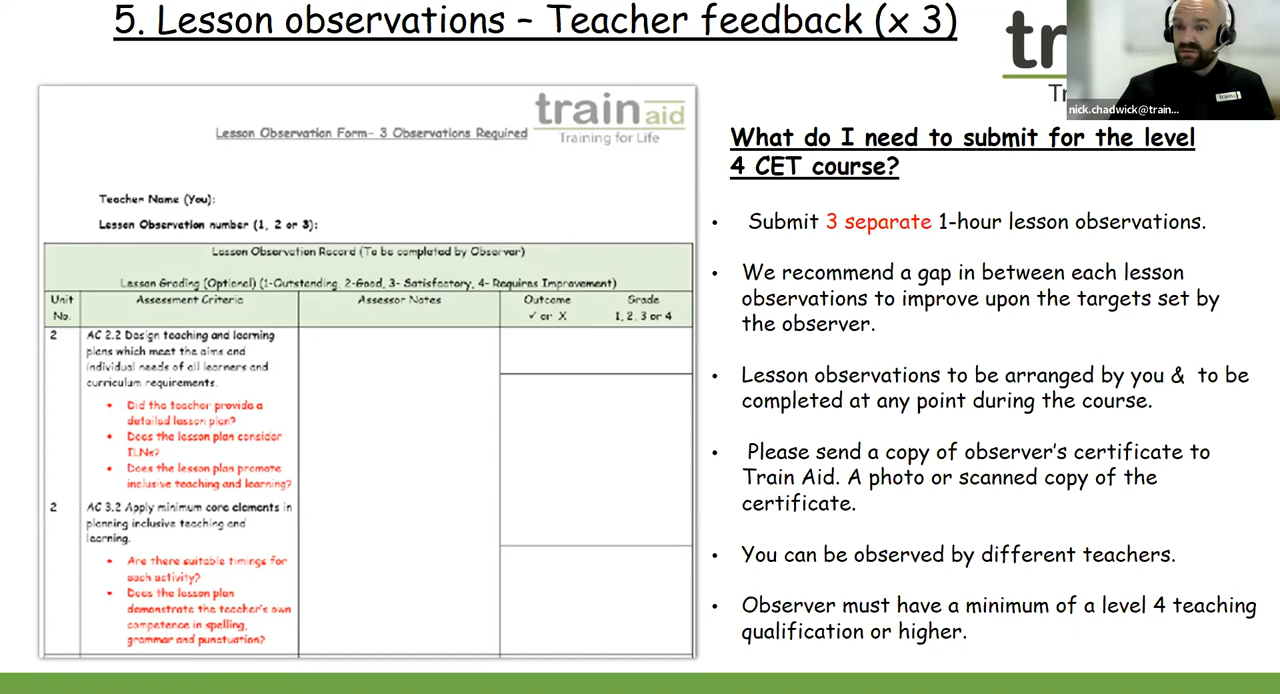 5. Lesson observations – Teacher feedback (x 3)
nick.chadwick@train...
train aid
Training for Life
Lesson Observation Form- 3 Observations Required
Teacher Name (You):
Lesson Observation number (1, 2 or 3):
Lesson Observation Record (To be completed by Observer)
Lesson Grading (Optional) (1-Outstanding, 2-Good, 3- Satisfactory, 4- Requires Improvement)
Unit No.
Assessment Criteria
Assessor Notes
Outcome
✓ or X
Grade
1, 2, 3 or 4
2
AC 2.2 Design teaching and learning
plans which meet the aims and
individual needs of all learners and
curriculum requirements.
• Did the teacher provide a
detailed lesson plan?
• Does the lesson plan consider
ILNs?
• Does the lesson plan promote
inclusive teaching and learning?
2
AC 3.2 Apply minimum core elements in
planning inclusive teaching and
learning.
• Are there suitable timings for
each activity?
• Does the lesson plan
demonstrate the teacher's own
competence in spelling,
grammar and punctuation?
What do I need to submit for the level
4 CET course?
• Submit 3 separate 1-hour lesson observations.
• We recommend a gap in between each lesson
observations to improve upon the targets set by
the observer.
• Lesson observations to be arranged by you & to be
completed at any point during the course.
• Please send a copy of observer's certificate to
Train Aid. A photo or scanned copy of the
certificate.
• You can be observed by different teachers.
• Observer must have a minimum of a level 4 teaching
qualification or higher.